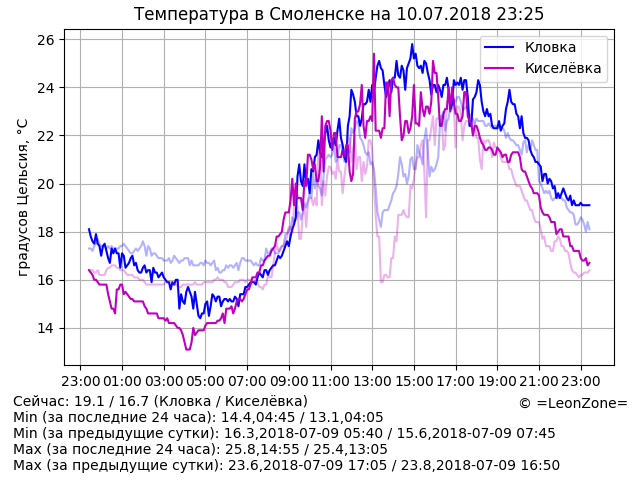 Температура в Смоленске на 10.07.2018 23:25
градусов Цельсия, °C
26
24
22
20
18
16
14
Кловка
Киселёвка
23:00 01:00 03:00 05:00 07:00 09:00 11:00 13:00 15:00 17:00 19:00 21:00 23:00
Сейчас: 19.1 / 16.7 (Кловка / Киселёвка)
© =LeonZone=
Min (за последние 24 часа): 14.4,04:45 / 13.1,04:05
Min (за предыдущие сутки): 16.3,2018-07-09 05:40 / 15.6,2018-07-09 07:45
Max (за последние 24 часа): 25.8,14:55 / 25.4,13:05
Max (за предыдущие сутки): 23.6,2018-07-09 17:05 / 23.8,2018-07-09 16:50